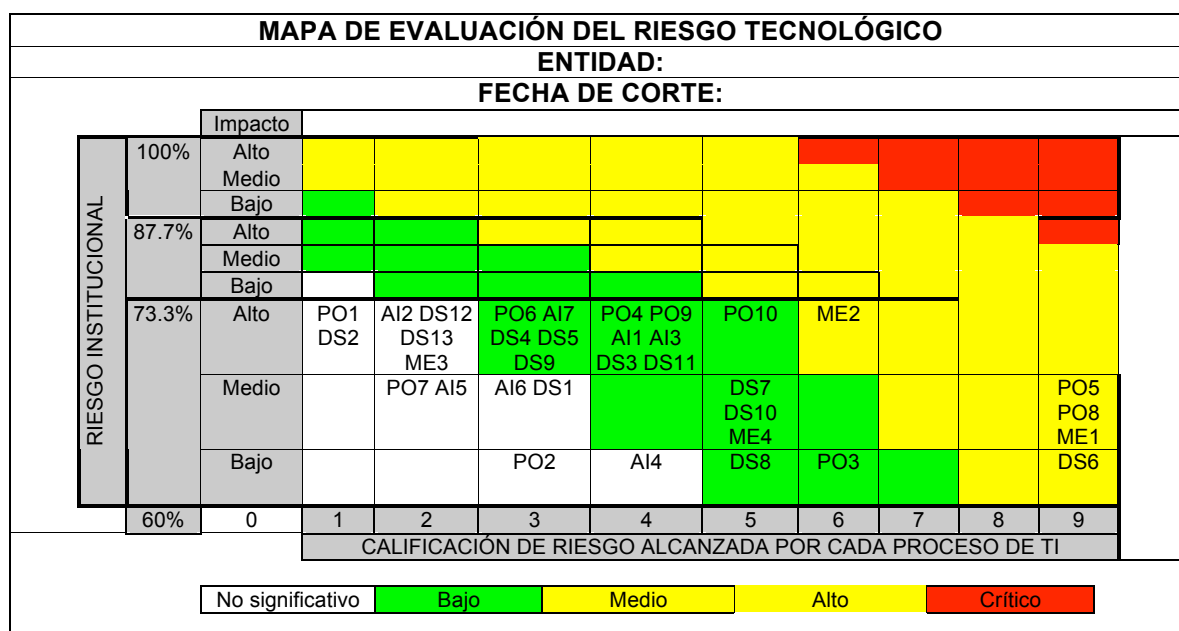 MAPA DE EVALUACIÓN DEL RIESGO TECNOLÓGICO
ENTIDAD:
FECHA DE CORTE:
Impacto
RIESGO INSTITUCIONAL
100% Alto
Medio
Bajo
87.7% Alto
Medio
Bajo
73.3% Alto PO1 AI2 DS12 PO6 AI7 PO4 PO9 PO10 ME2
DS2 DS13 DS4 DS5 AI1 AI3
ME3 DS9 DS3 DS11
Medio PO7 AI5 AI6 DS1 DS7 PO5
DS10 PO8
ME4 ME1
Bajo PO2 AI4 DS8 PO3 DS6
60% 0 1 2 3 4 5 6 7 8 9
CALIFICACIÓN DE RIESGO ALCANZADA POR CADA PROCESO DE TI
No significativo Bajo Medio Alto Crítico